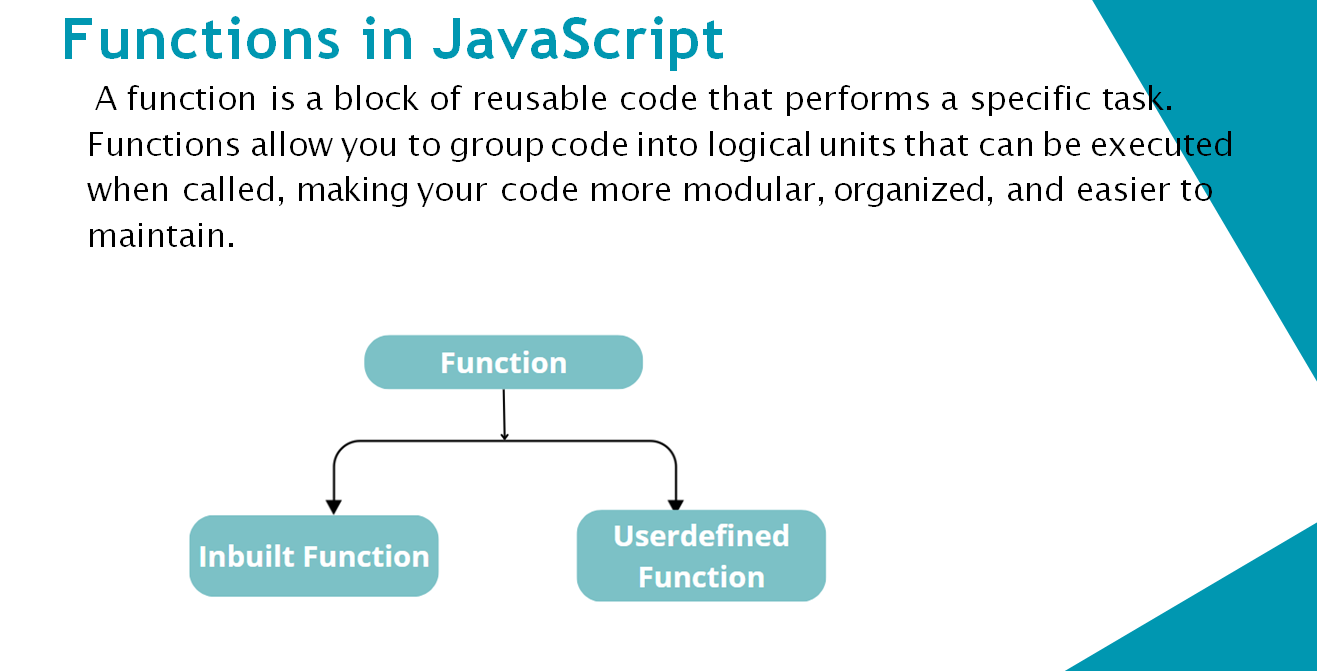 Functions in JavaScript
A function is a block of reusable code that performs a specific task.
Functions allow you to group code into logical units that can be executed
when called, making your code more modular, organized, and easier to
maintain.
Function
Inbuilt Function
Userdefined
Function